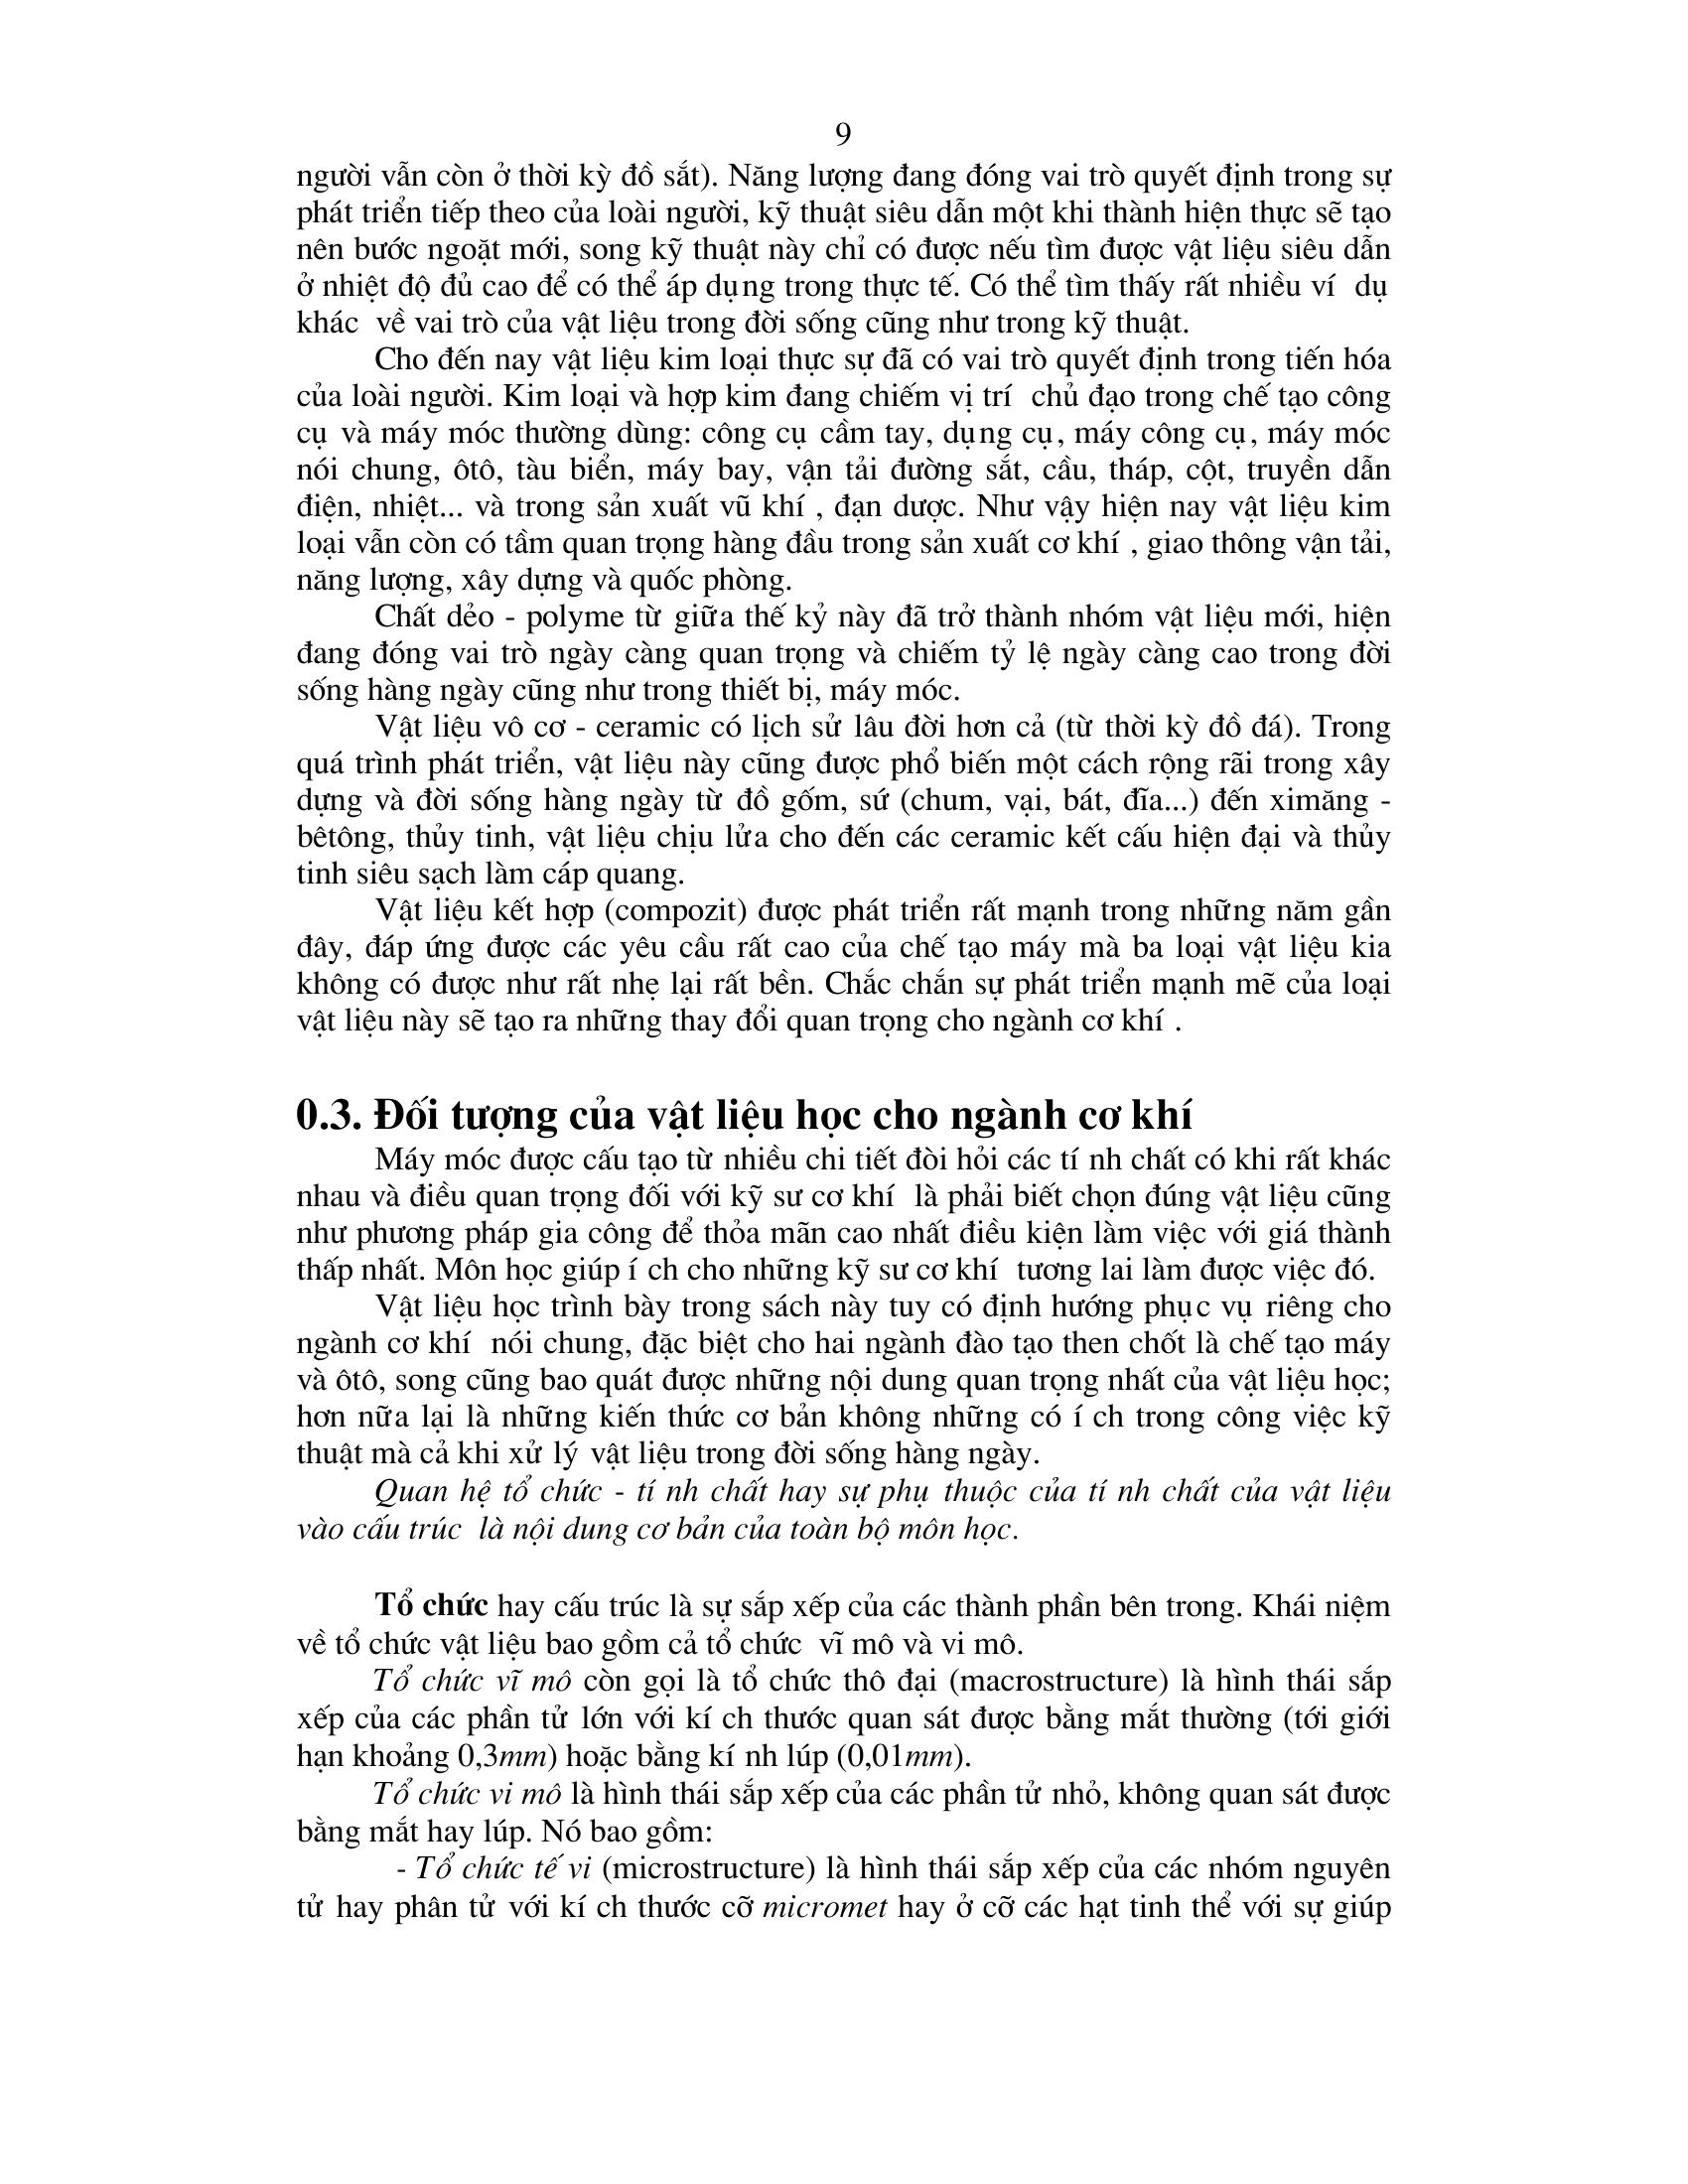 9
người vẫn còn ở thời kỳ đồ sắt). Năng lượng đang đóng vai trò quyết định trong sự
phát triển tiếp theo của loài người, kỹ thuật siêu dẫn một khi thành hiện thực sẽ tạo
nên bước ngoặt mới, song kỹ thuật này chỉ có được nếu tìm được vật liệu siêu dẫn
ở nhiệt độ đủ cao để có thể áp dụng trong thực tế. Có thể tìm thấy rất nhiều ví dụ
khác về vai trò của vật liệu trong đời sống cũng như trong kỹ thuật.
Cho đến nay vật liệu kim loại thực sự đã có vai trò quyết định trong tiến hóa
của loài người. Kim loại và hợp kim đang chiếm vị trí chủ đạo trong chế tạo công
cụ và máy móc thường dùng: công cụ cầm tay, dụng cụ, máy công cụ, máy móc
nói chung, ôtô, tàu biển, máy bay, vận tải đường sắt, cầu, tháp, cột, truyền dẫn
điện, nhiệt... và trong sản xuất vũ khí , đạn dược. Như vậy hiện nay vật liệu kim
loại vẫn còn có tầm quan trọng hàng đầu trong sản xuất cơ khí , giao thông vận tải,
năng lượng, xây dựng và quốc phòng.
Chất dẻo - polyme từ giữa thế kỷ này đã trở thành nhóm vật liệu mới, hiện
đang đóng vai trò ngày càng quan trọng và chiếm tỷ lệ ngày càng cao trong đời
sống hàng ngày cũng như trong thiết bị, máy móc.
Vật liệu vô cơ - ceramic có lịch sử lâu đời hơn cả (từ thời kỳ đồ đá). Trong
quá trình phát triển, vật liệu này cũng được phổ biến một cách rộng rãi trong xây
dựng và đời sống hàng ngày từ đồ gốm, sứ (chum, vại, bát, đĩa...) đến ximăng -
bêtông, thủy tinh, vật liệu chịu lửa cho đến các ceramic kết cấu hiện đại và thủy
tinh siêu sạch làm cáp quang.
Vật liệu kết hợp (compozit) được phát triển rất mạnh trong những năm gần
đây, đáp ứng được các yêu cầu rất cao của chế tạo máy mà ba loại vật liệu kia
không có được như rất nhẹ lại rất bền. Chắc chắn sự phát triển mạnh mẽ của loại
vật liệu này sẽ tạo ra những thay đổi quan trọng cho ngành cơ khí .
0.3. Đối tượng của vật liệu học cho ngành cơ khí
Máy móc được cấu tạo từ nhiều chi tiết đòi hỏi các tí nh chất có khi rất khác
nhau và điều quan trọng đối với kỹ sư cơ khí là phải biết chọn đúng vật liệu cũng
như phương pháp gia công để thỏa mãn cao nhất điều kiện làm việc với giá thành
thấp nhất. Môn học giúp í ch cho những kỹ sư cơ khí tương lai làm được việc đó.
Vật liệu học trình bày trong sách này tuy có định hướng phục vụ riêng cho
ngành cơ khí nói chung, đặc biệt cho hai ngành đào tạo then chốt là chế tạo máy
và ôtô, song cũng bao quát được những nội dung quan trọng nhất của vật liệu học;
hơn nữa lại là những kiến thức cơ bản không những có í ch trong công việc kỹ
thuật mà cả khi xử lý vật liệu trong đời sống hàng ngày.
Quan hệ tổ chức - tí nh chất hay sự phụ thuộc của tí nh chất của vật liệu
vào cấu trúc là nội dung cơ bản của toàn bộ môn học.
Tổ chức hay cấu trúc là sự sắp xếp của các thành phần bên trong. Khái niệm
về tổ chức vật liệu bao gồm cả tổ chức vĩ mô và vi mô.
Tổ chức vĩ mô còn gọi là tổ chức thô đại (macrostructure) là hình thái sắp
xếp của các phần tử lớn với kí ch thước quan sát được bằng mắt thường (tới giới
hạn khoảng 0,3mm) hoặc bằng kí nh lúp (0,01mm).
Tổ chức vi mô là hình thái sắp xếp của các phần tử nhỏ, không quan sát được
bằng mắt hay lúp. Nó bao gồm:
- Tổ chức tế vi (microstructure) là hình thái sắp xếp của các nhóm nguyên
tử hay phân tử với kí ch thước cỡ micromet hay ở cỡ các hạt tinh thể với sự giúp